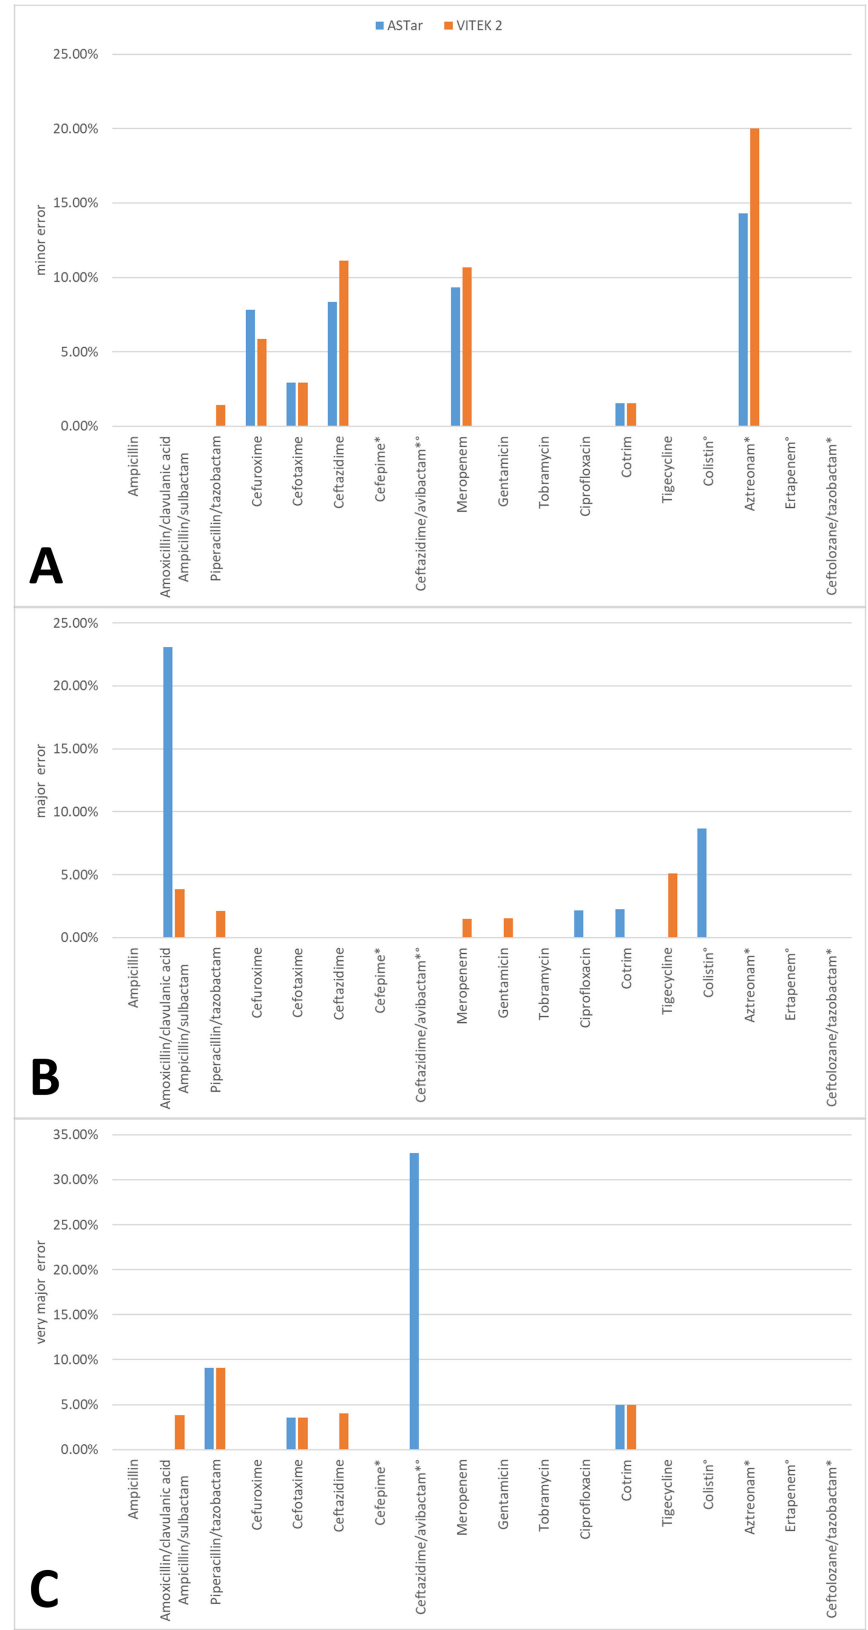 ASTar VITEK 2
25.00%
20.00%
15.00%
10.00%
5.00%
0.00%
minor error
Ampicillin
Amoxicillin/clavulanic acid
Ampicillin/sulbactam
Piperacillin/tazobactam
Cefuroxime
Cefotaxime
Ceftazidime
Cefepime*
Ceftazidime/avibactam*°
Meropenem
Gentamicin
Tobramycin
Ciprofloxacin
Cotrim
Tigecycline
Colistin°
Aztreonam*
Ertapenem°
Ceftolozane/tazobactam*
A
25.00%
20.00%
15.00%
10.00%
5.00%
0.00%
major error
Ampicillin
Amoxicillin/clavulanic acid
Ampicillin/sulbactam
Piperacillin/tazobactam
Cefuroxime
Cefotaxime
Ceftazidime
Cefepime*
Ceftazidime/avibactam*°
Meropenem
Gentamicin
Tobramycin
Ciprofloxacin
Cotrim
Tigecycline
Colistin°
Aztreonam*
Ertapenem°
Ceftolozane/tazobactam*
B
35.00%
30.00%
25.00%
20.00%
15.00%
10.00%
5.00%
0.00%
very major error
Ampicillin
Amoxicillin/clavulanic acid
Ampicillin/sulbactam
Piperacillin/tazobactam
Cefuroxime
Cefotaxime
Ceftazidime
Cefepime*
Ceftazidime/avibactam*°
Meropenem
Gentamicin
Tobramycin
Ciprofloxacin
Cotrim
Tigecycline
Colistin°
Aztreonam*
Ertapenem°
Ceftolozane/tazobactam*
C